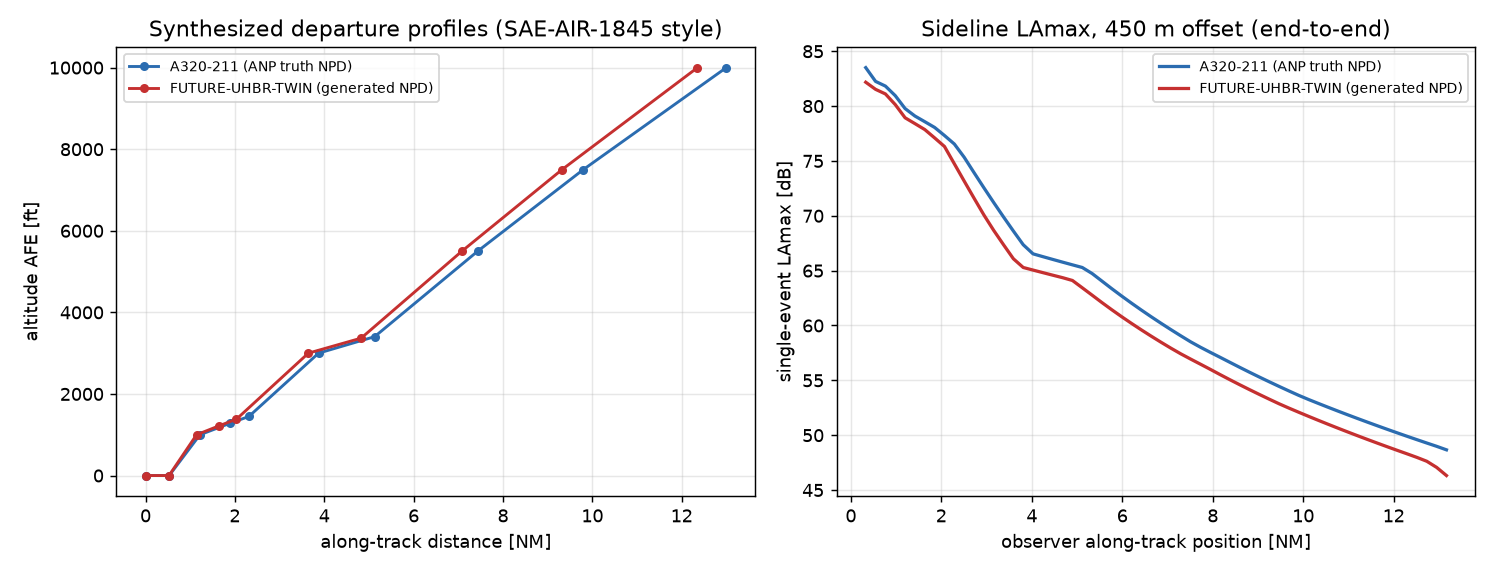 Synthesized departure profiles (SAE-AIR-1845 style)
A320-211 (ANP truth NPD)
FUTURE-UHBR-TWIN (generated NPD)
altitude AFE [ft]
10000
8000
6000
4000
2000
0
0 2 4 6 8 10 12
along-track distance [NM]
Sideline LAmax, 450 m offset (end-to-end)
A320-211 (ANP truth NPD)
FUTURE-UHBR-TWIN (generated NPD)
single-event LAmax [dB]
85
80
75
70
65
60
55
50
45
0 2 4 6 8 10 12
observer along-track position [NM]